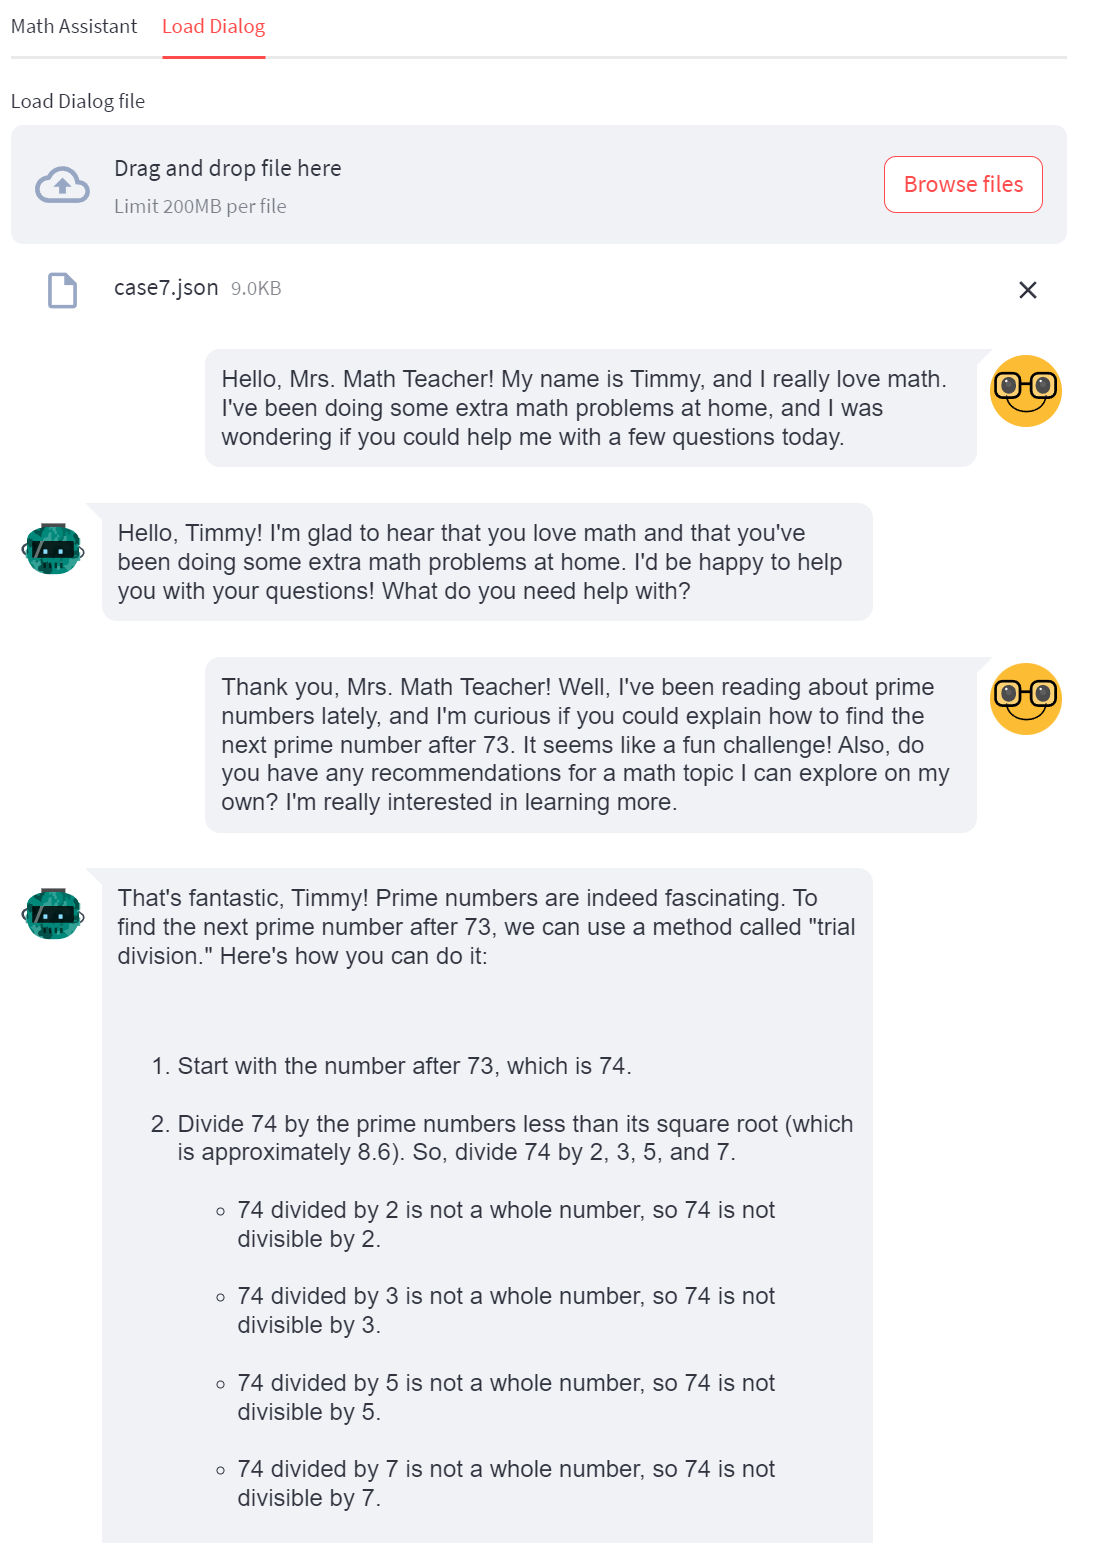 Math Assistant Load Dialog
Load Dialog file
Drag and drop file here
Limit 200MB per file
Browse files
case7.json 9.0KB
Hello, Mrs. Math Teacher! My name is Timmy, and I really love math.
I've been doing some extra math problems at home, and I was
wondering if you could help me with a few questions today.
Hello, Timmy! I'm glad to hear that you love math and that you've
been doing some extra math problems at home. I'd be happy to help
you with your questions! What do you need help with?
Thank you, Mrs. Math Teacher! Well, I've been reading about prime
numbers lately, and I'm curious if you could explain how to find the
next prime number after 73. It seems like a fun challenge! Also, do
you have any recommendations for a math topic I can explore on my
own? I'm really interested in learning more.
That's fantastic, Timmy! Prime numbers are indeed fascinating. To
find the next prime number after 73, we can use a method called "trial
division." Here's how you can do it:
1. Start with the number after 73, which is 74.
2. Divide 74 by the prime numbers less than its square root (which
is approximately 8.6). So, divide 74 by 2, 3, 5, and 7.
◦ 74 divided by 2 is not a whole number, so 74 is not
divisible by 2.
◦ 74 divided by 3 is not a whole number, so 74 is not
divisible by 3.
◦ 74 divided by 5 is not a whole number, so 74 is not
divisible by 5.
◦ 74 divided by 7 is not a whole number, so 74 is not
divisible by 7.